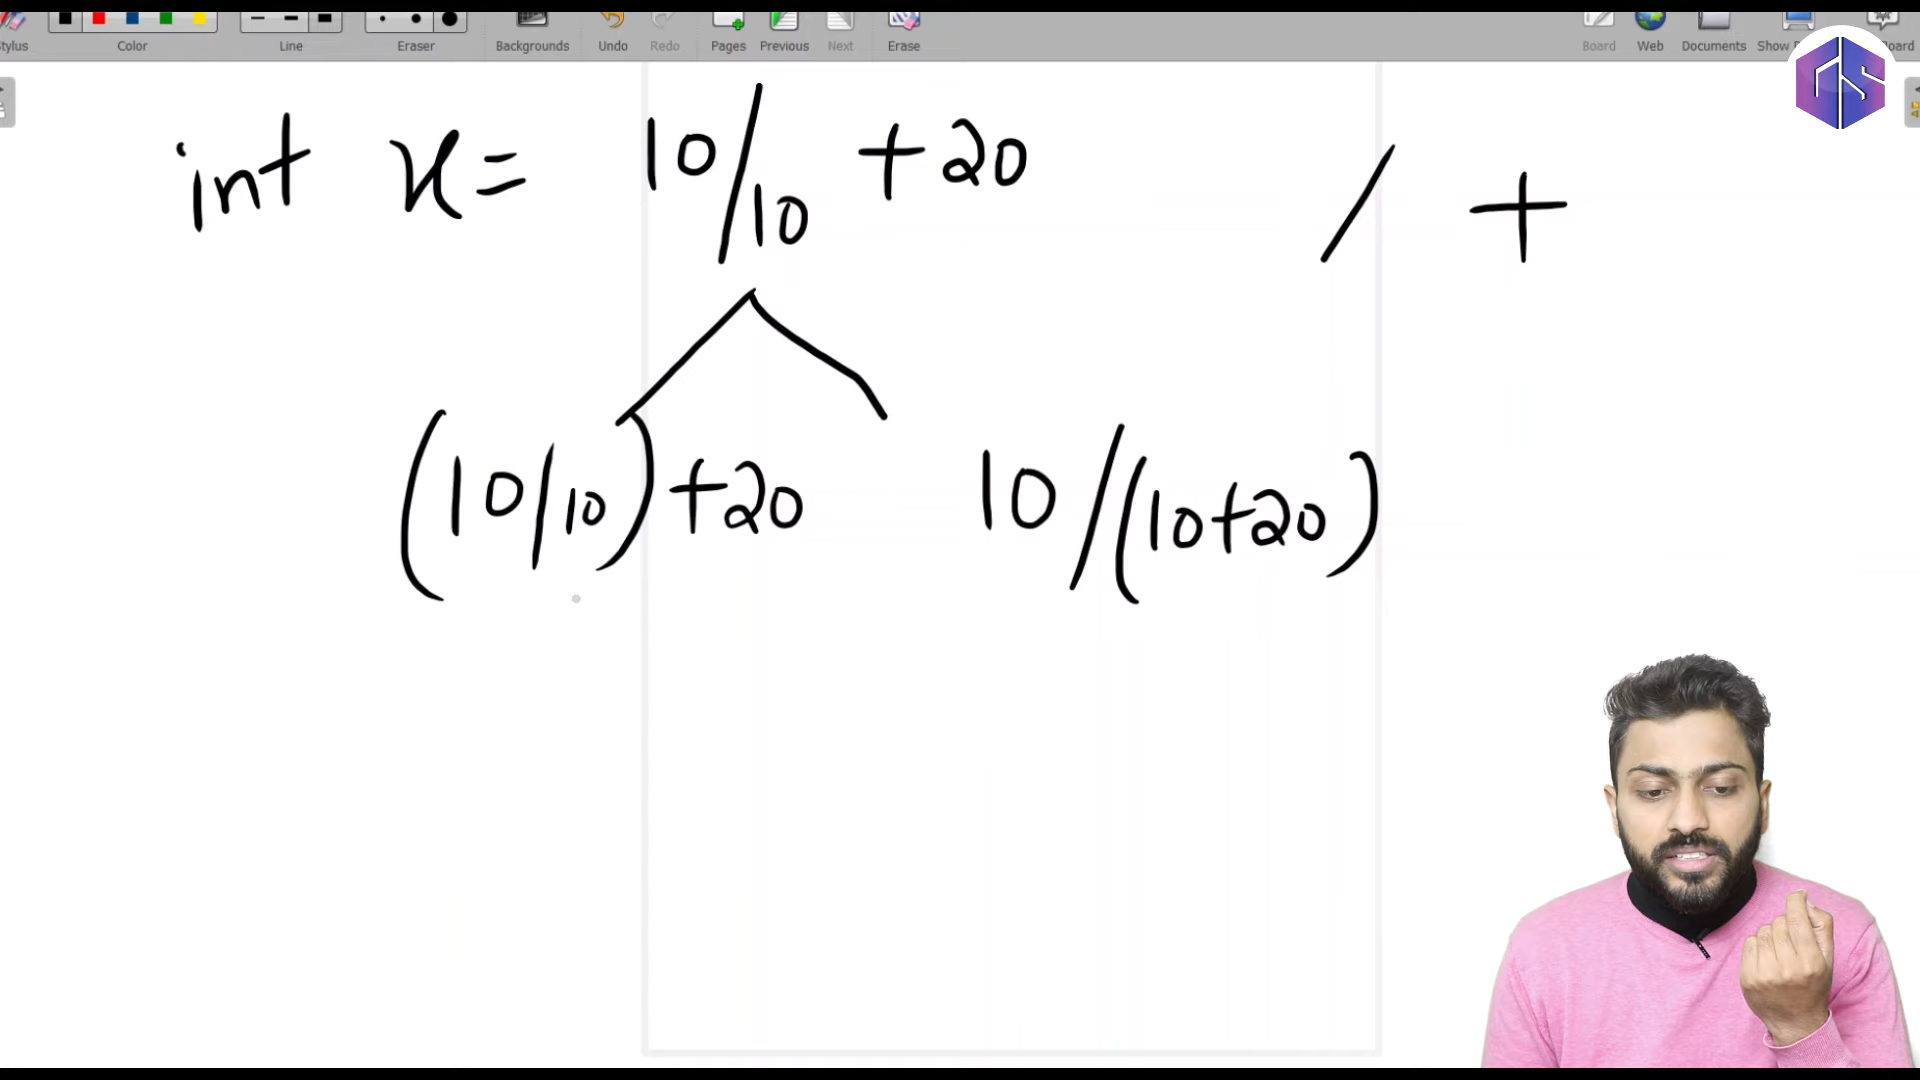 Stylus Color Line Eraser Backgrounds Undo Redo Pages Previous Next Erase Board Web Documents Show
int x = 10/10 + 20 / +
(10/10) + 20 10/(10+20)